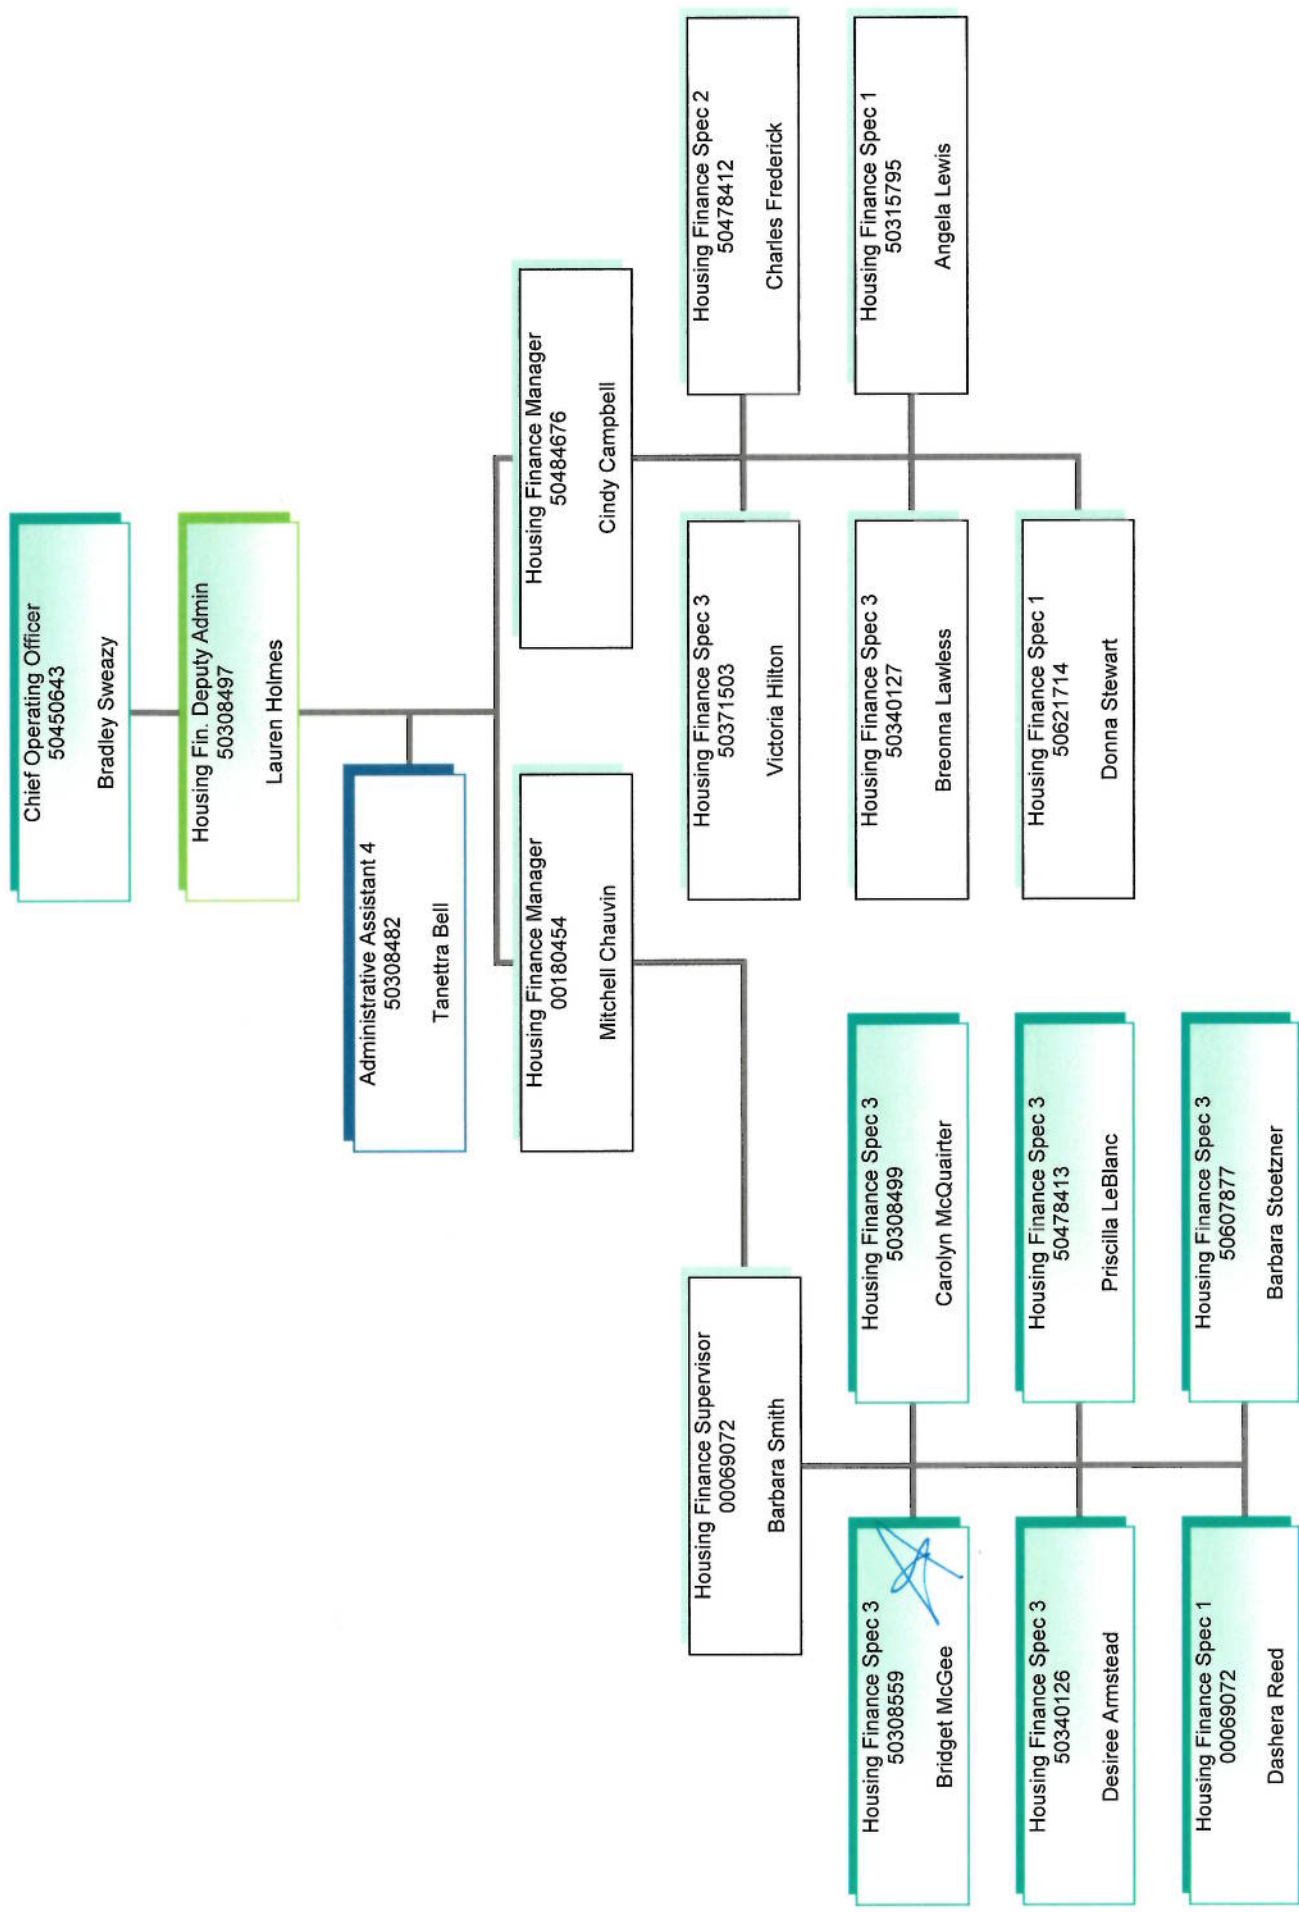 Chief Operating Officer
50450643
Bradley Sweazy
Housing Fin. Deputy Admin
50308497
Lauren Holmes
Administrative Assistant 4
50308482
Tanettra Bell
Housing Finance Manager
00180454
Mitchell Chauvin
Housing Finance Manager
50484676
Cindy Campbell
Housing Finance Supervisor
00069072
Barbara Smith
Housing Finance Spec 3
50371503
Victoria Hilton
Housing Finance Spec 2
50478412
Charles Frederick
Housing Finance Spec 3
50308559
Bridget McGee
Housing Finance Spec 3
50308499
Carolyn McQuairter
Housing Finance Spec 3
50340127
Breonna Lawless
Housing Finance Spec 1
50315795
Angela Lewis
Housing Finance Spec 3
50340126
Desiree Armstead
Housing Finance Spec 3
50478413
Priscilla LeBlanc
Housing Finance Spec 1
50621714
Donna Stewart
Housing Finance Spec 1
00069072
Dashera Reed
Housing Finance Spec 3
50607877
Barbara Stoetzner